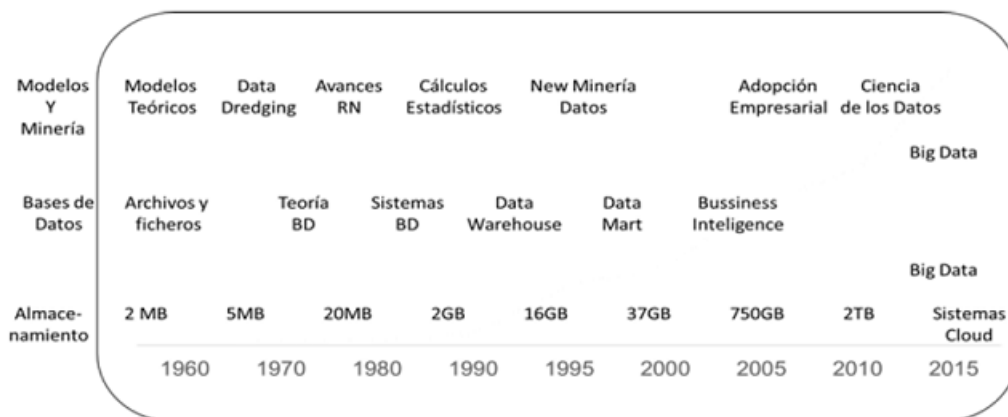 Modelos
Y
Minería
Modelos
Teóricos
Data
Dredging
Avances
RN
Cálculos
Estadísticos
New Minería
Datos
Adopción
Empresarial
Ciencia
de los Datos
Big Data
Bases de
Datos
Archivos y
ficheros
Teoría
BD
Sistemas
BD
Data
Warehouse
Data
Mart
Bussiness
Inteligence
Big Data
Almace-
namiento
2 MB
5MB
20MB
2GB
16GB
37GB
750GB
2TB
Sistemas
Cloud
1960
1970
1980
1990
1995
2000
2005
2010
2015